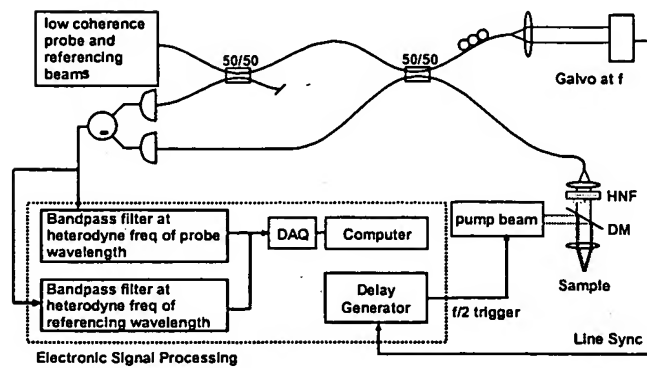 low coherence
probe and
referencing
beams
50/50
50/50
Galvo at f
HNF
DM
pump beam
Sample
Bandpass filter at
heterodyne freq of probe
wavelength
DAQ
Computer
Bandpass filter at
heterodyne freq of
referencing wavelength
Delay
Generator
f/2 trigger
Line Sync
Electronic Signal Processing